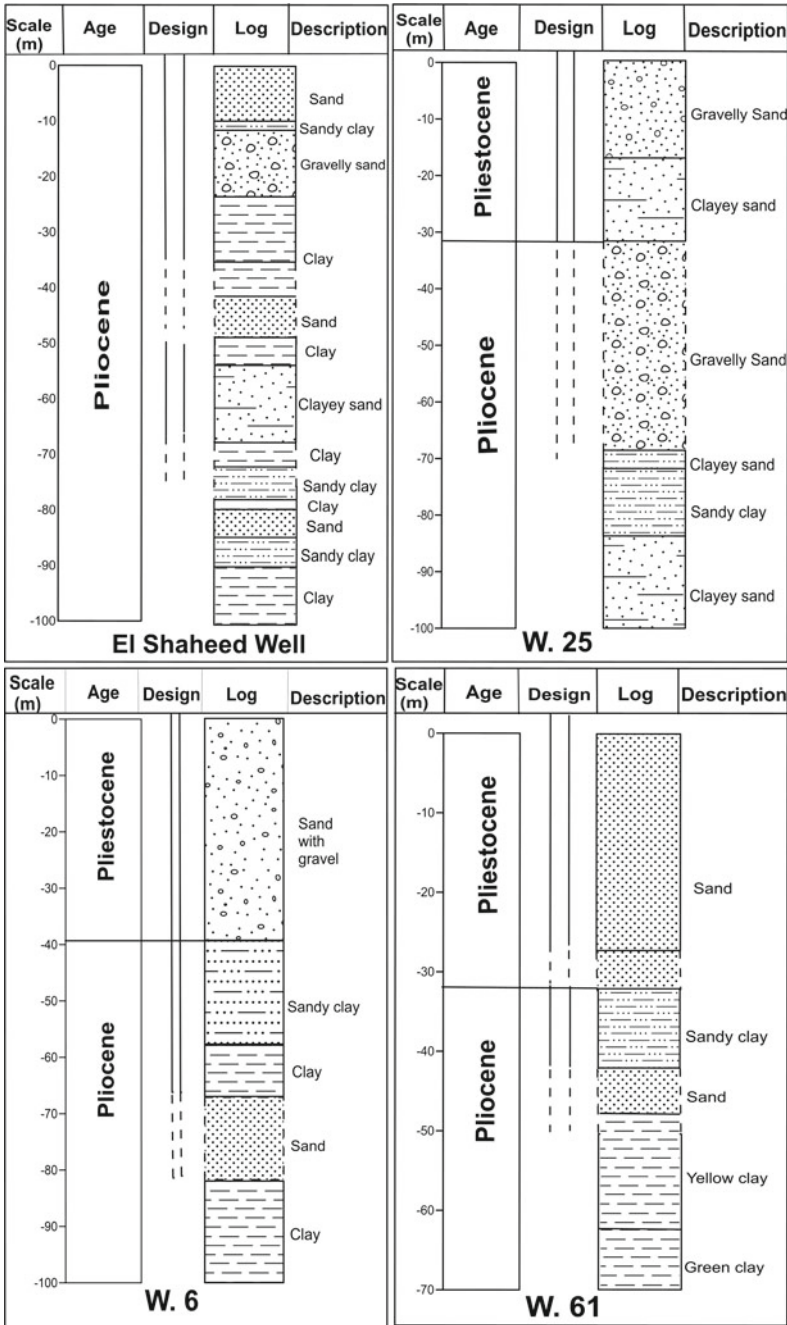 Scale (m) Age Design Log Description
0
-10
-20
-30
-40
-50
-60
-70
-80
-90
-100
Pliocene
Sand
Sandy clay
Gravelly sand
Clay
Sand
Clay
Clayey sand
Clay
Sandy clay
Clay
Sand
Sandy clay
Clay
El Shaheed Well
Scale (m) Age Design Log Description
0
-10
-20
-30
-40
-50
-60
-70
-80
-90
-100
Pliestocene
Pliocene
Gravelly Sand
Clayey sand
Gravelly Sand
Clayey sand
Sandy clay
Clayey sand
W. 25
Scale (m) Age Design Log Description
0
-10
-20
-30
-40
-50
-60
-70
-80
-90
-100
Pliestocene
Pliocene
Sand
with
gravel
Sandy clay
Clay
Sand
Clay
W. 6
Scale (m) Age Design Log Description
0
-10
-20
-30
-40
-50
-60
-70
Pliestocene
Pliocene
Sand
Sandy clay
Sand
Yellow clay
Green clay
W. 61